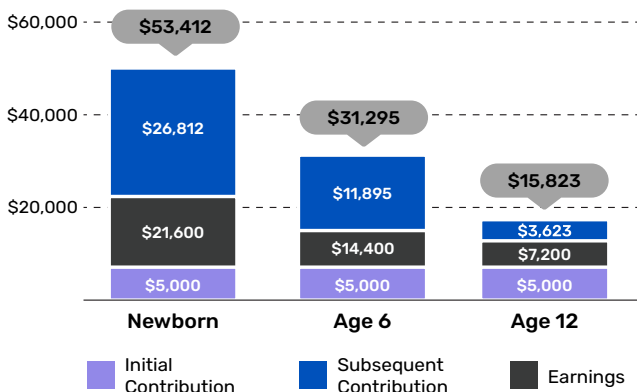 $60,000
$53,412
$40,000
$26,812
$31,295
$11,895
$15,823
$20,000
$21,600
$14,400
$3,623
$7,200
$5,000
$5,000
$5,000
Newborn
Age 6
Age 12
Initial
Contribution
Subsequent
Contribution
Earnings